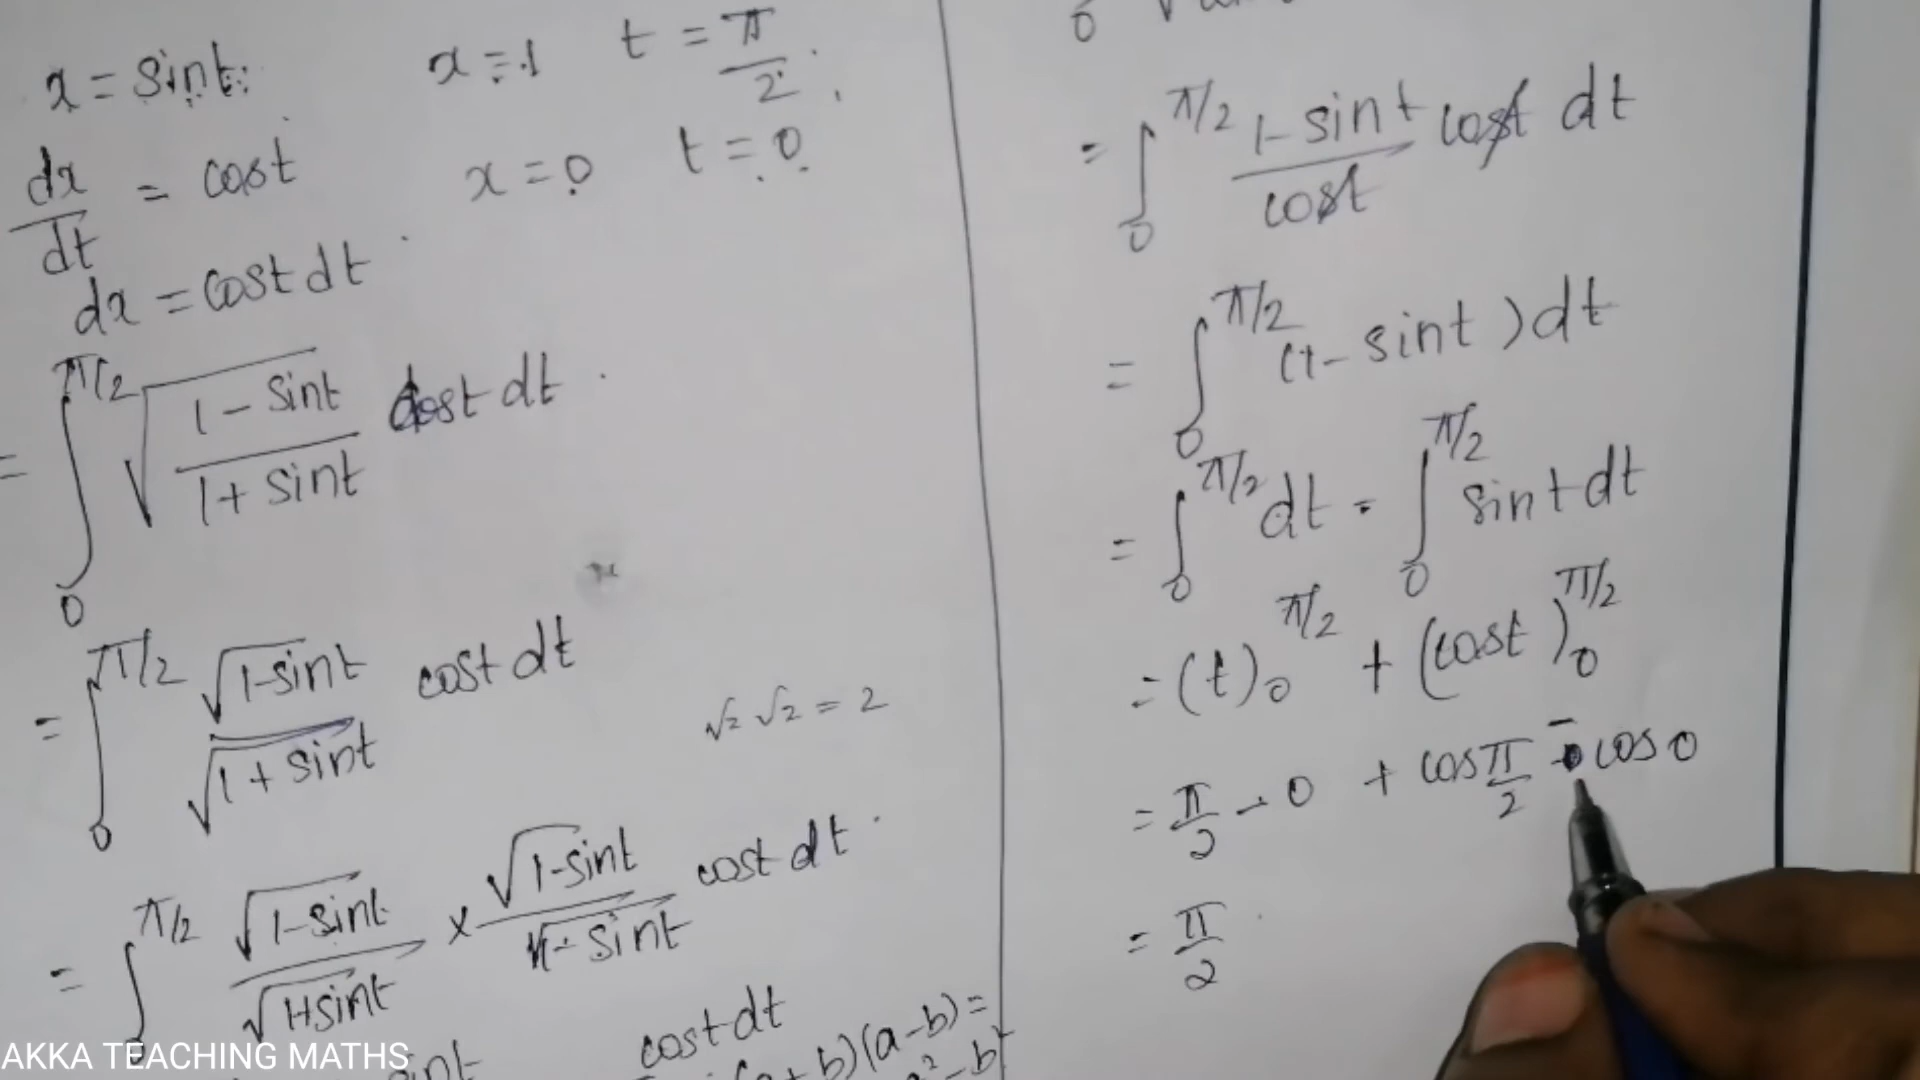 x = sint. x = 1 t = π/2.
dx/dt = cost x = 0 t = 0
dx = cost dt
= ∫₀^π/2 √((1 - sint)/(1 + sint)) cost dt
= ∫₀^π/2 √(1-sint)/√(1 + sint) cost dt
√2 √2 = 2
= ∫^π/2 √(1-sint)/√(1+sint) × √(1-sint)/√(1-sint) cost dt
cost dt
b)(a-b) =
a² - b²
= ∫₀^π/2 (1 - sint)/cost cost dt
= ∫₀^π/2 (1 - sint) dt
= ∫₀^π/2 dt - ∫₀^π/2 sint dt
= (t)₀^π/2 + (cost)₀^π/2
= π/2 - 0 + cos π/2 - cos 0
= π/2
AKKA TEACHING MATHS